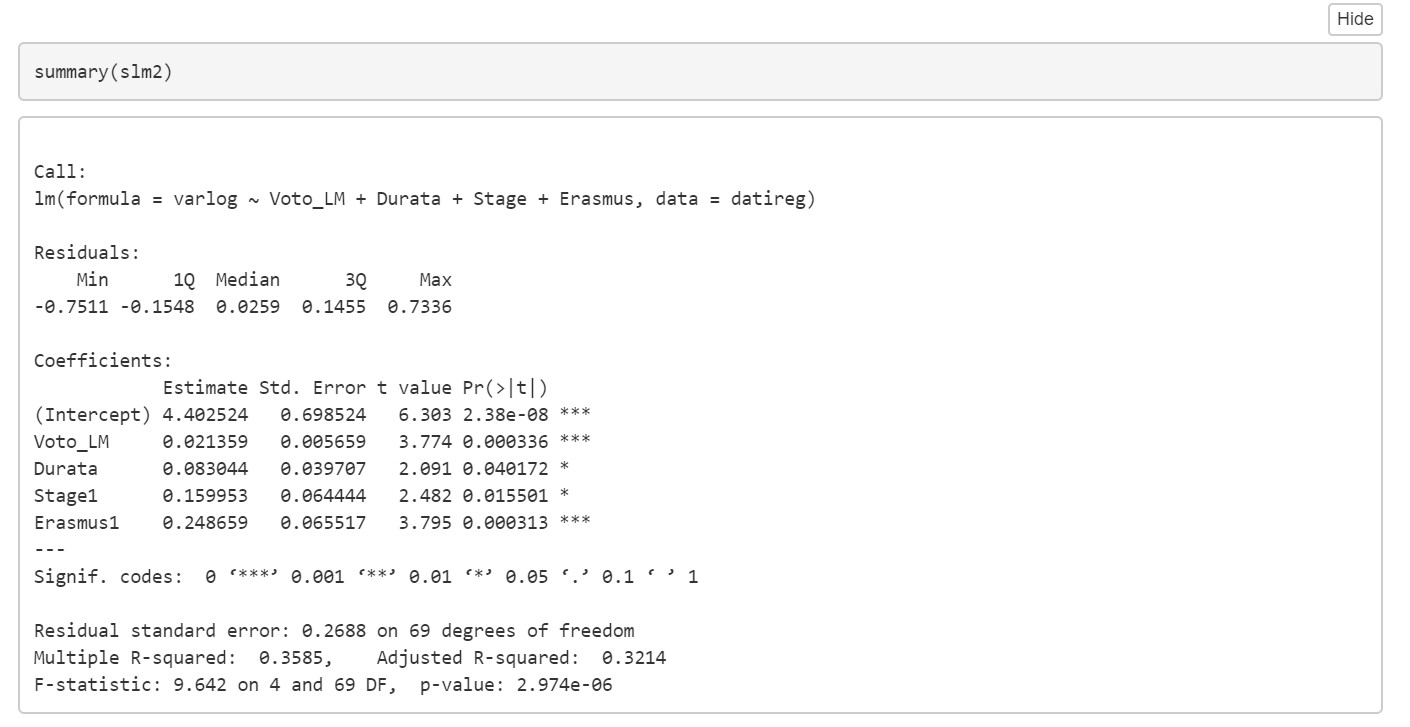 Hide
summary(slm2)
Call:
lm(formula = varlog ~ Voto_LM + Durata + Stage + Erasmus, data = datireg)
Residuals:
    Min      1Q  Median      3Q     Max
-0.7511 -0.1548  0.0259  0.1455  0.7336
Coefficients:
            Estimate Std. Error t value Pr(>|t|)
(Intercept) 4.402524   0.698524   6.303 2.38e-08 ***
Voto_LM     0.021359   0.005659   3.774 0.000336 ***
Durata      0.083044   0.039707   2.091 0.040172 *
Stage1      0.159953   0.064444   2.482 0.015501 *
Erasmus1    0.248659   0.065517   3.795 0.000313 ***
---
Signif. codes:  0 ‘***’ 0.001 ‘**’ 0.01 ‘*’ 0.05 ‘.’ 0.1 ‘ ’ 1
Residual standard error: 0.2688 on 69 degrees of freedom
Multiple R-squared:  0.3585,    Adjusted R-squared:  0.3214
F-statistic: 9.642 on 4 and 69 DF,  p-value: 2.974e-06